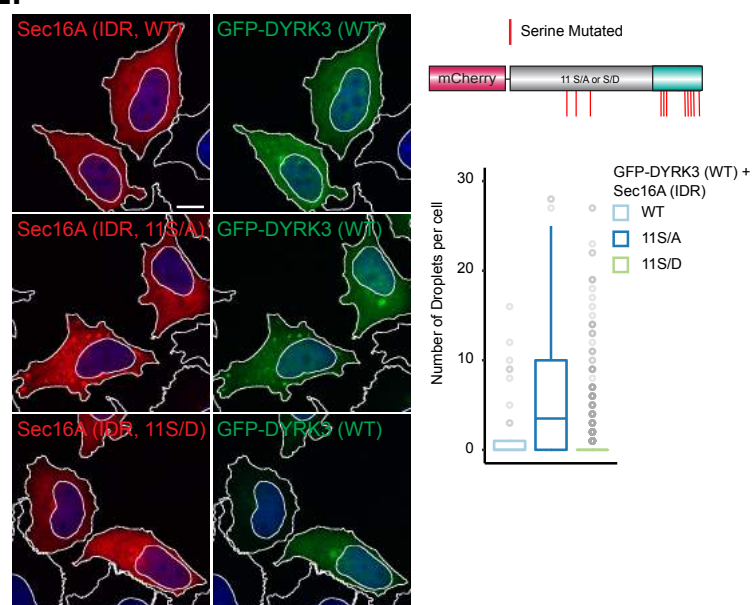 Sec16A (IDR, WT)
GFP-DYRK3 (WT)
Sec16A (IDR, 11S/A)
GFP-DYRK3 (WT)
Sec16A (IDR, 11S/D)
GFP-DYRK3 (WT)
Serine Mutated
mCherry
11 S/A or S/D
Number of Droplets per cell
30
20
10
0
GFP-DYRK3 (WT) +
Sec16A (IDR)
WT
11S/A
11S/D